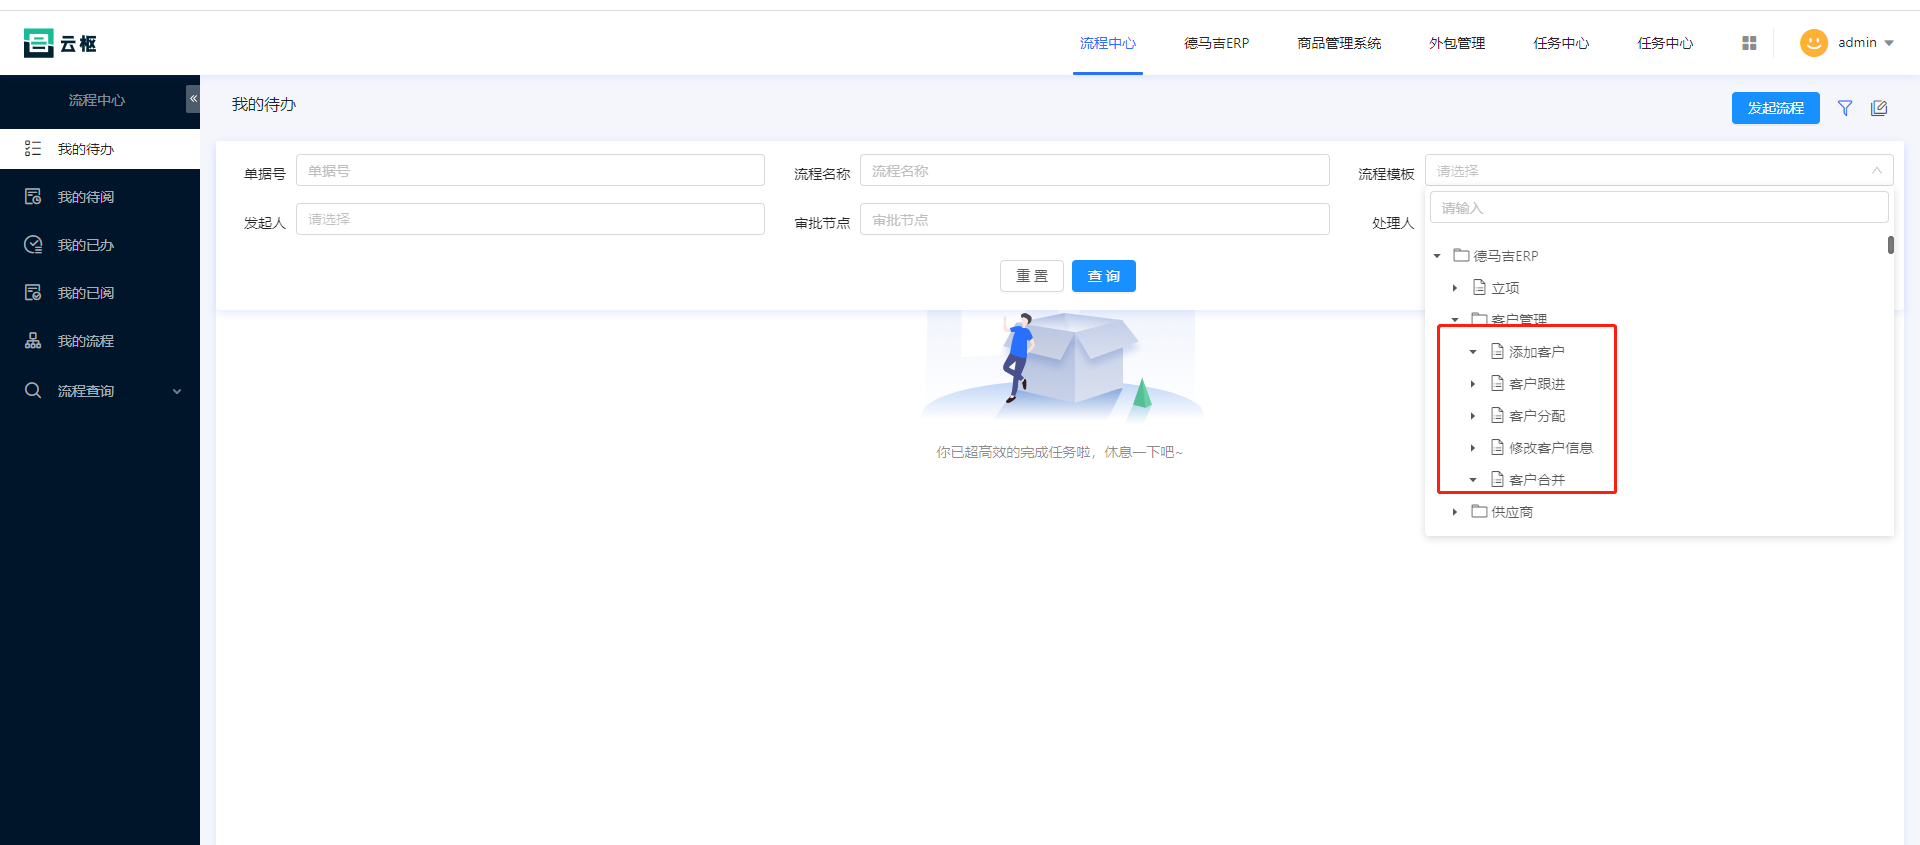 云枢
流程中心
德马吉ERP
商品管理系统
外包管理
任务中心
任务中心
admin
流程中心
我的待办
我的待阅
我的已办
我的已阅
我的流程
流程查询
我的待办
发起流程
单据号 单据号
流程名称 流程名称
流程模板 请选择
发起人 请选择
审批节点 审批节点
处理人
重 置
查 询
请输入
德马吉ERP
立项
客户管理
添加客户
客户跟进
客户分配
修改客户信息
客户合并
供应商
你已超高效的完成任务啦，休息一下吧~